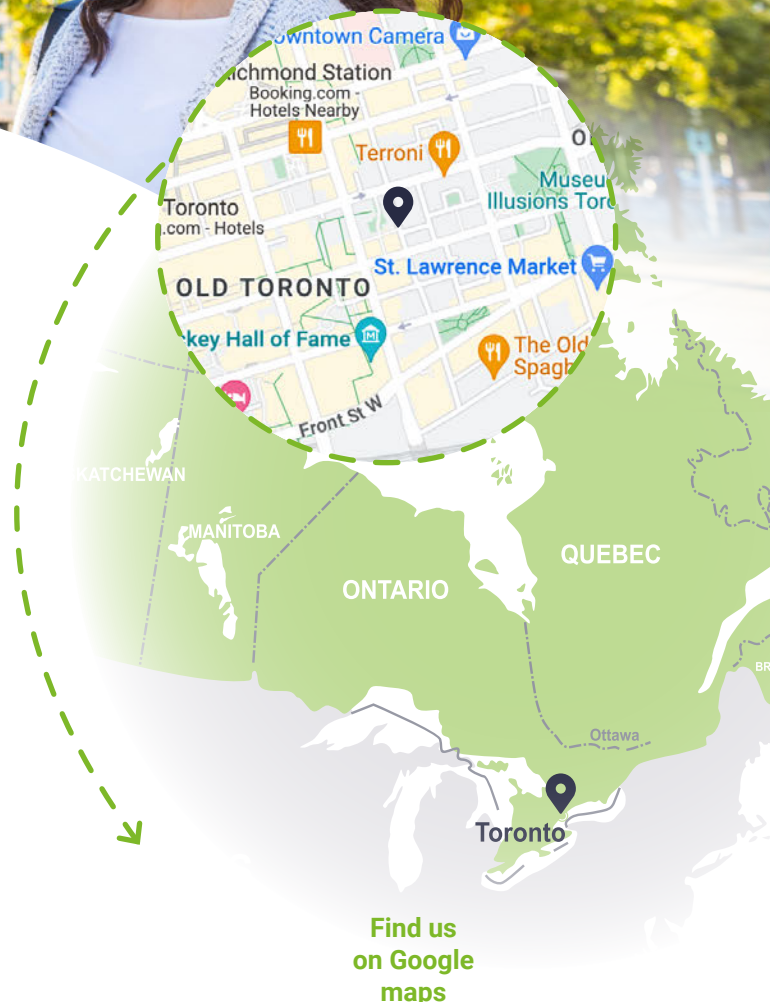 owntown Camera
ichmond Station
Booking.com -
Hotels Nearby
Terroni
Museu
Illusions Toro
Toronto
.com - Hotels
St. Lawrence Market
OLD TORONTO
key Hall of Fame
The Old
Spagh
Front St W
KATCHEWAN
MANITOBA
QUEBEC
ONTARIO
BR
Ottawa
Toronto
Find us
on Google
maps